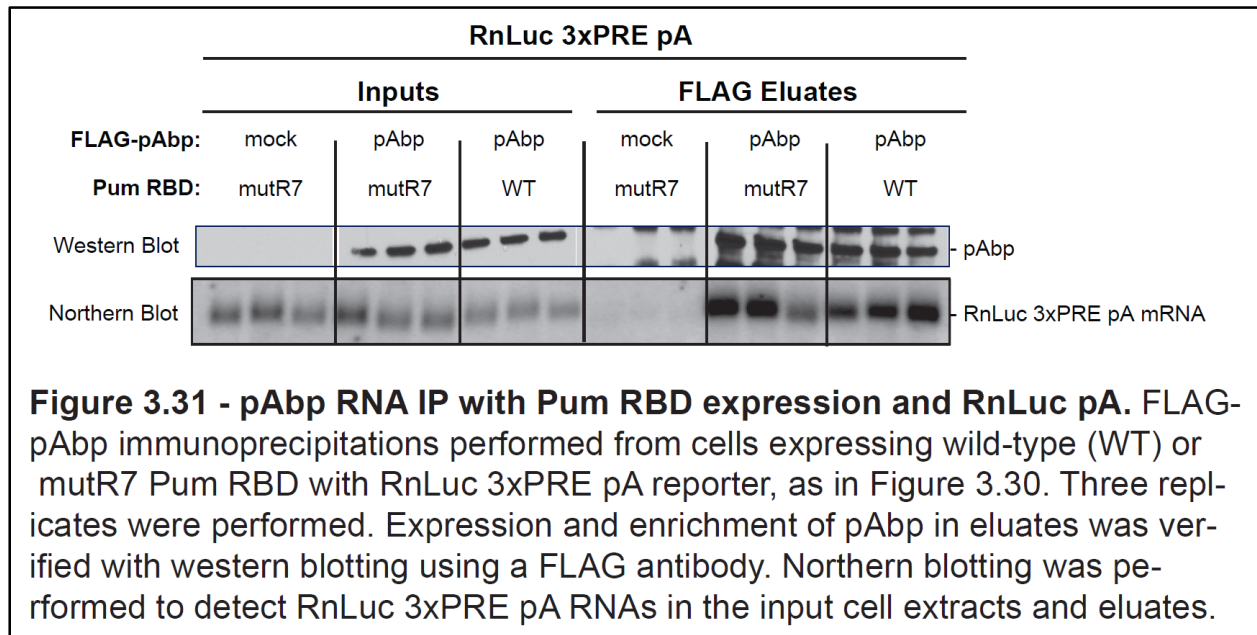 RnLuc 3xPRE pA
Inputs FLAG Eluates
FLAG-pAbp: mock pAbp pAbp mock pAbp pAbp
Pum RBD: mutR7 mutR7 WT mutR7 mutR7 WT
Western Blot - pAbp
Northern Blot - RnLuc 3xPRE pA mRNA
Figure 3.31 - pAbp RNA IP with Pum RBD expression and RnLuc pA. FLAG-
pAbp immunoprecipitations performed from cells expressing wild-type (WT) or
mutR7 Pum RBD with RnLuc 3xPRE pA reporter, as in Figure 3.30. Three repl-
icates were performed. Expression and enrichment of pAbp in eluates was ver-
ified with western blotting using a FLAG antibody. Northern blotting was pe-
rformed to detect RnLuc 3xPRE pA RNAs in the input cell extracts and eluates.